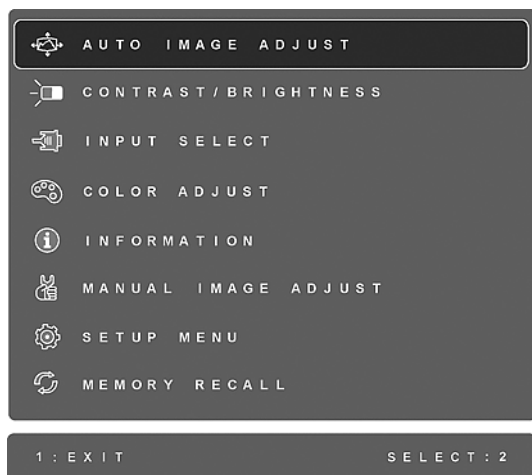 AUTO IMAGE ADJUST
CONTRAST/BRIGHTNESS
INPUT SELECT
COLOR ADJUST
INFORMATION
MANUAL IMAGE ADJUST
SETUP MENU
MEMORY RECALL
1:EXIT SELECT:2